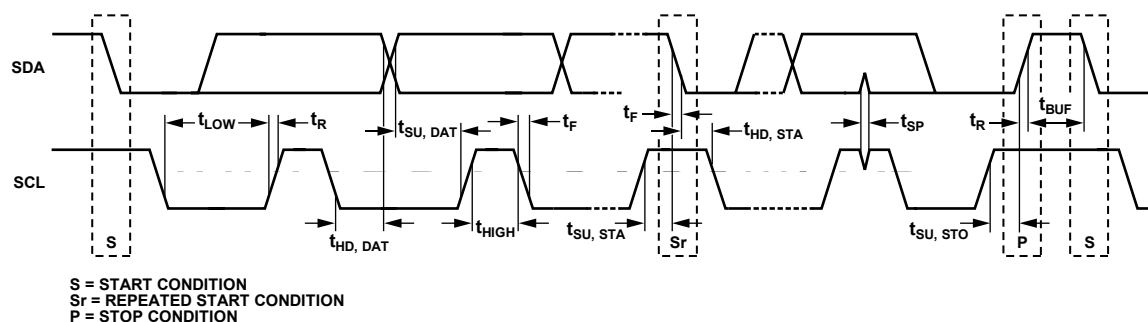 SDA
tLOW
tR
tSU, DAT
tF
tF
tHD, STA
tSP
tR
tBUF
SCL
S
tHD, DAT
tHIGH
tSU, STA
Sr
tSU, STO
P
S
S = START CONDITION
Sr = REPEATED START CONDITION
P = STOP CONDITION